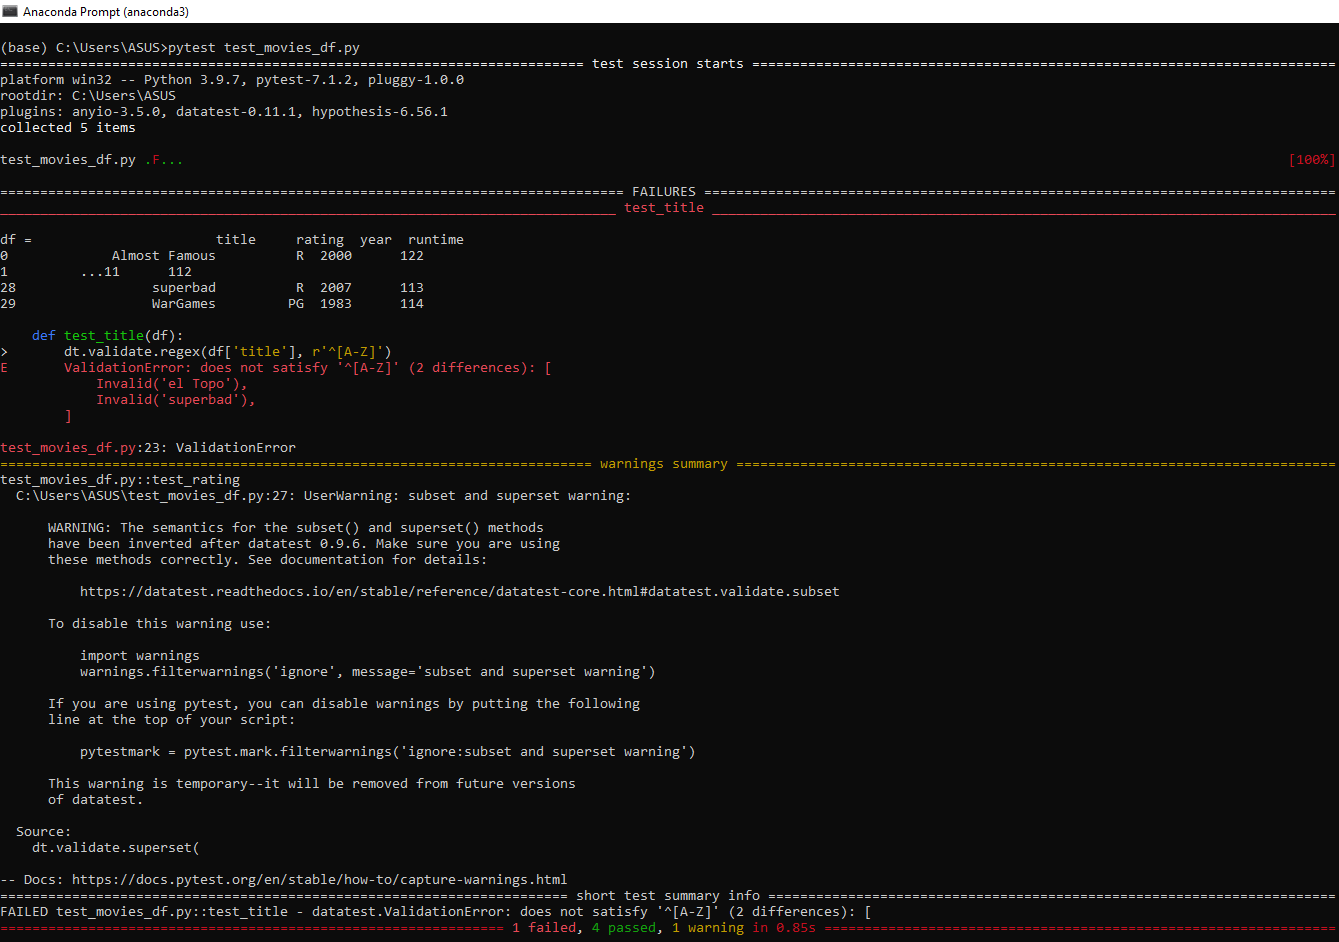 Anaconda Prompt (anaconda3)
(base) C:\Users\ASUS>pytest test_movies_df.py
========================================================================= test session starts =========================================================================
platform win32 -- Python 3.9.7, pytest-7.1.2, pluggy-1.0.0
rootdir: C:\Users\ASUS
plugins: anyio-3.5.0, datatest-0.11.1, hypothesis-6.56.1
collected 5 items
test_movies_df.py .F... [100%]
============================================================================== FAILURES ===============================================================================
_____________________________________________________________________________ test_title ______________________________________________________________________________
df =                       title     rating  year  runtime
0             Almost Famous          R  2000      122
1         ...11      112
28                 superbad          R  2007      113
29                 WarGames         PG  1983      114
    def test_title(df):
>       dt.validate.regex(df['title'], r'^[A-Z]')
E       ValidationError: does not satisfy '^[A-Z]' (2 differences): [
            Invalid('el Topo'),
            Invalid('superbad'),
        ]
test_movies_df.py:23: ValidationError
========================================================================== warnings summary ===========================================================================
test_movies_df.py::test_rating
  C:\Users\ASUS\test_movies_df.py:27: UserWarning: subset and superset warning:
      WARNING: The semantics for the subset() and superset() methods
      have been inverted after datatest 0.9.6. Make sure you are using
      these methods correctly. See documentation for details:
          https://datatest.readthedocs.io/en/stable/reference/datatest-core.html#datatest.validate.subset
      To disable this warning use:
          import warnings
          warnings.filterwarnings('ignore', message='subset and superset warning')
      If you are using pytest, you can disable warnings by putting the following
      line at the top of your script:
          pytestmark = pytest.mark.filterwarnings('ignore:subset and superset warning')
      This warning is temporary--it will be removed from future versions
      of datatest.
  Source:
    dt.validate.superset(
-- Docs: https://docs.pytest.org/en/stable/how-to/capture-warnings.html
======================================================================= short test summary info =======================================================================
FAILED test_movies_df.py::test_title - datatest.ValidationError: does not satisfy '^[A-Z]' (2 differences): [
=============================================================== 1 failed, 4 passed, 1 warning in 0.85s ================================================================